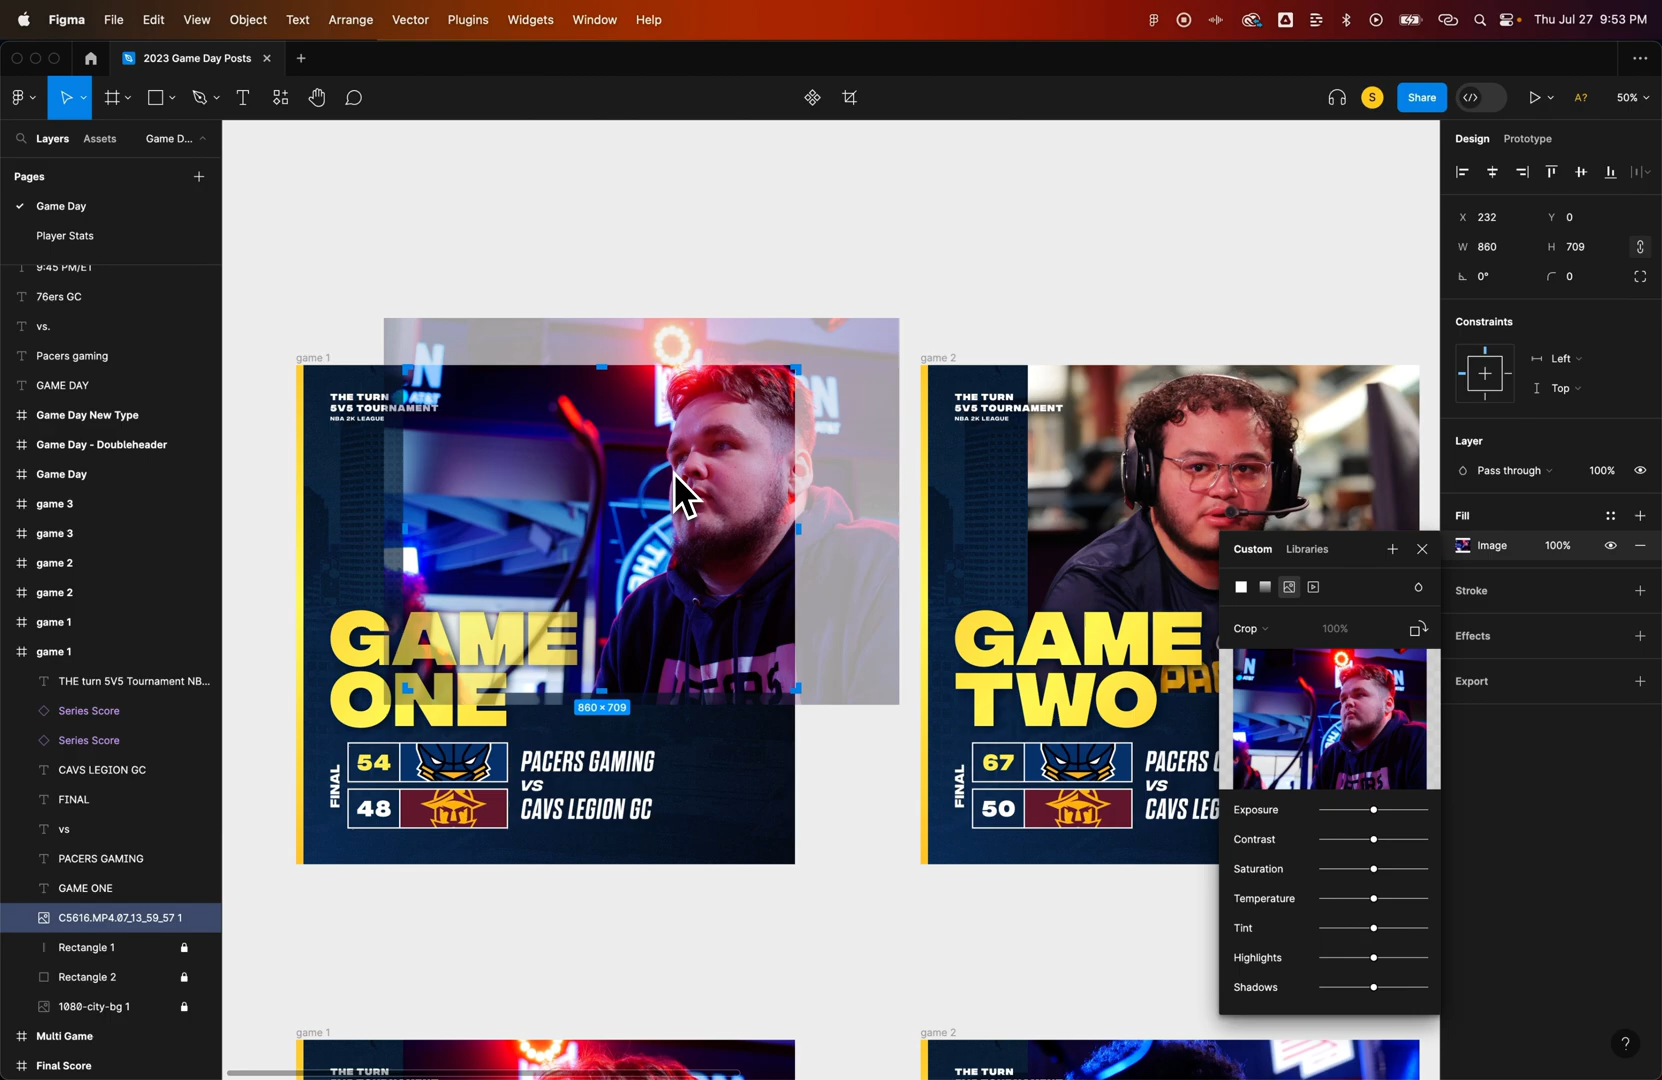 Figma File Edit View Object Text Arrange Vector Plugins Widgets Window Help
Thu Jul 27 9:53 PM
2023 Game Day Posts
S
Share
A?
50%
Layers Assets Game D...
Pages
Game Day
Player Stats
9:45 PM/ET
76ers GC
vs.
Pacers gaming
GAME DAY
Game Day New Type
Game Day - Doubleheader
Game Day
game 3
game 3
game 2
game 2
game 1
game 1
THE turn 5V5 Tournament NB...
Series Score
Series Score
CAVS LEGION GC
FINAL
vs
PACERS GAMING
GAME ONE
C5616.MP4.07_13_59_57 1
Rectangle 1
Rectangle 2
1080-city-bg 1
Multi Game
Final Score
game 1
THE TURN
5V5 TOURNAMENT
NBA 2K LEAGUE
AT&T
GAME
ONE
860 × 709
FINAL
54
48
PACERS GAMING
VS
CAVS LEGION GC
game 2
THE TURN
5V5 TOURNAMENT
NBA 2K LEAGUE
GAME
TWO
PAC
FINAL
67
50
PACERS G
VS
CAVS LEG
game 1
THE TURN
game 2
THE TURN
Custom Libraries
Crop
100%
Exposure
Contrast
Saturation
Temperature
Tint
Highlights
Shadows
Design Prototype
X 232 Y 0
W 860 H 709
0° 0
Constraints
Left
Top
Layer
Pass through 100%
Fill
Image 100%
Stroke
Effects
Export
?